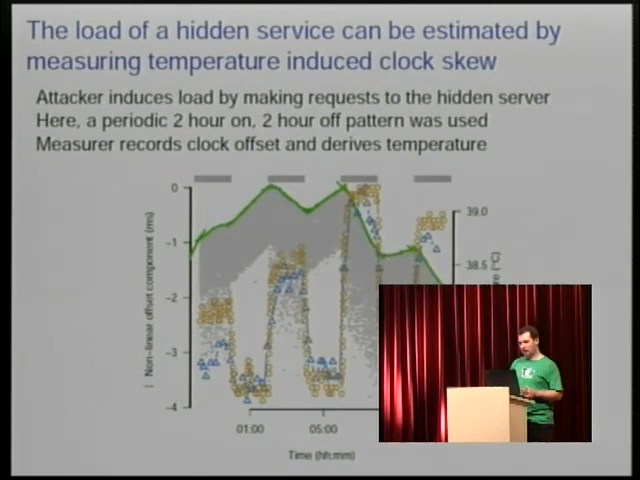 The load of a hidden service can be estimated by
measuring temperature induced clock skew
Attacker induces load by making requests to the hidden server
Here, a periodic 2 hour on, 2 hour off pattern was used
Measurer records clock offset and derives temperature
0
−1
−2
−3
−4
Non−linear offset component (ms)
39.0
38.5
(°C)
01:00
05:00
Time (hh:mm)